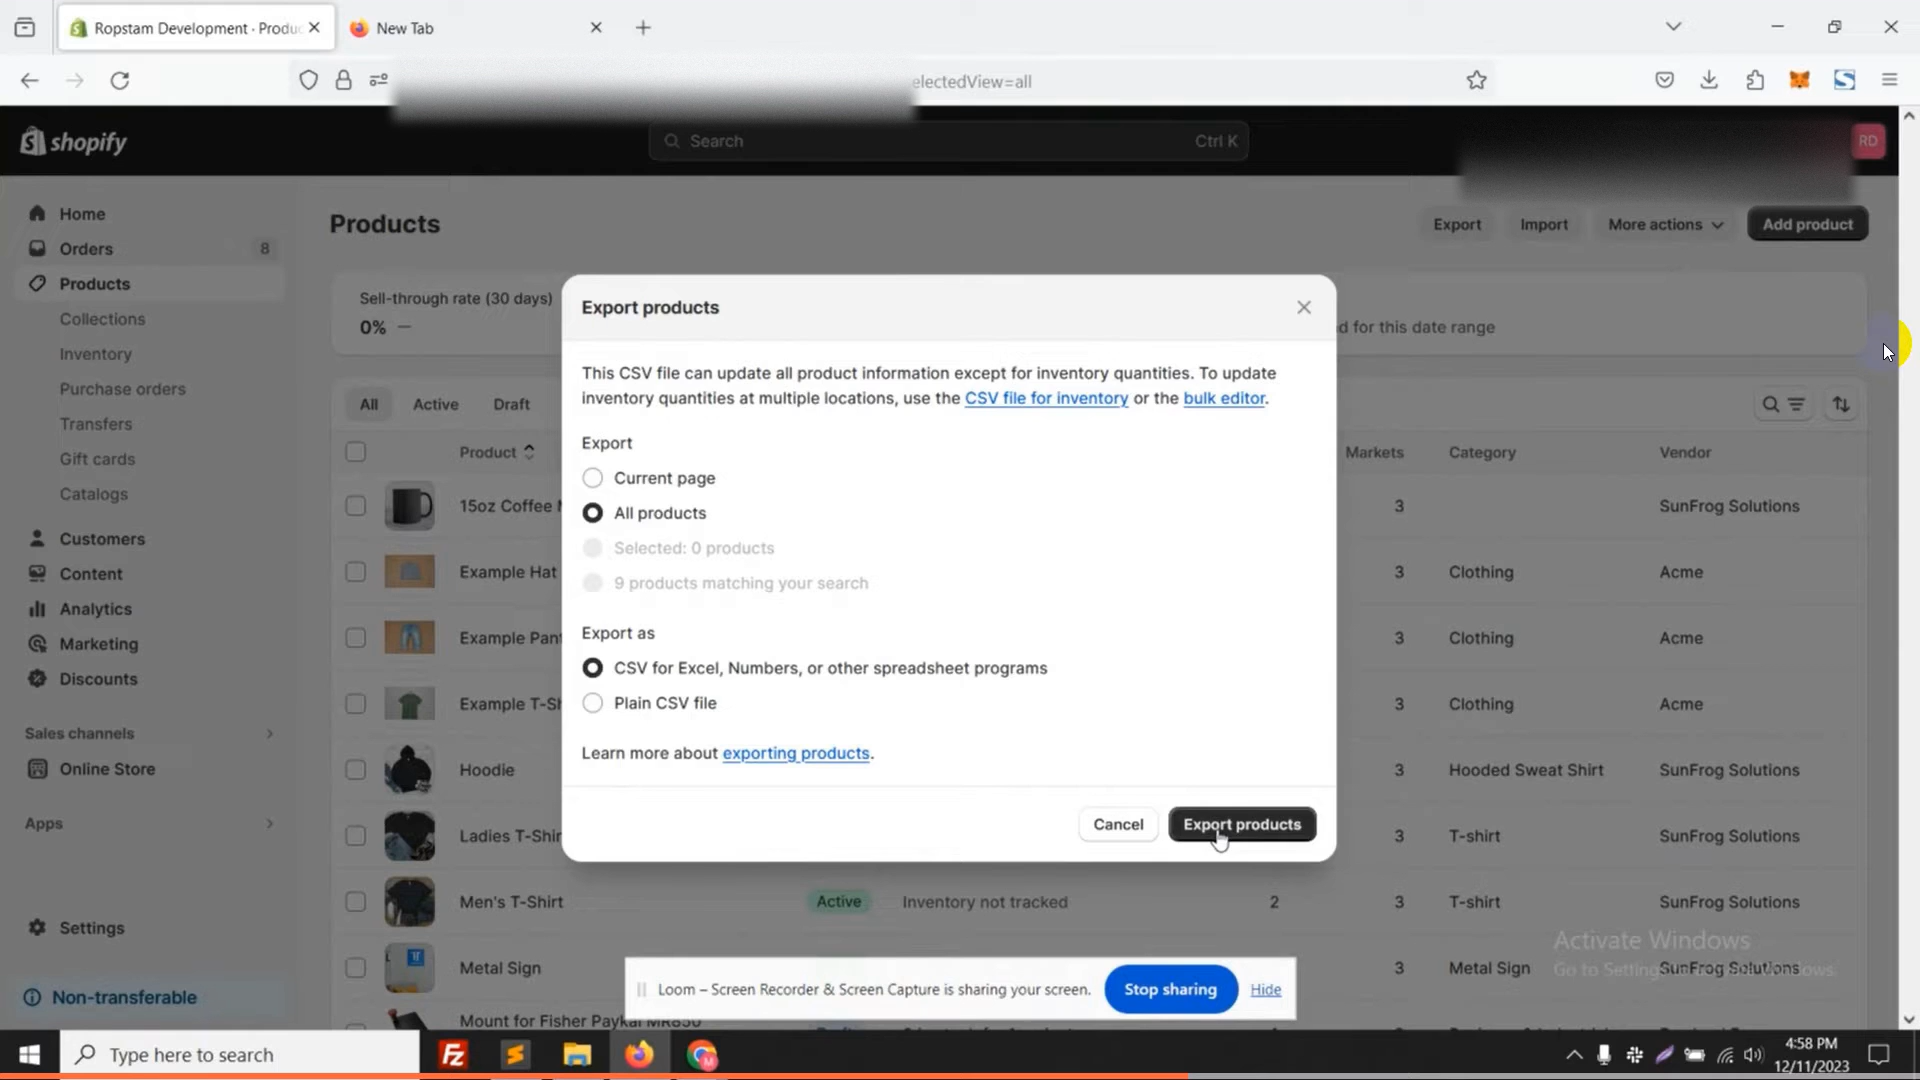 Ropstam Development · Produc
New Tab
electedView=all
shopify
Search
Ctrl K
RD
Home
Orders
8
Products
Collections
Inventory
Purchase orders
Transfers
Gift cards
Catalogs
Customers
Content
Analytics
Marketing
Discounts
Sales channels
Online Store
Apps
Settings
Non-transferable
Products
Export
Import
More actions
Add product
Sell-through rate (30 days)
0% —
d for this date range
All
Active
Draft
Product
Markets
Category
Vendor
15oz Coffee
3
SunFrog Solutions
Example Hat
3
Clothing
Acme
Example Pan
3
Clothing
Acme
Example T-Sh
3
Clothing
Acme
Hoodie
3
Hooded Sweat Shirt
SunFrog Solutions
Ladies T-Shir
3
T-shirt
SunFrog Solutions
Men's T-Shirt
Active
Inventory not tracked
2
3
T-shirt
SunFrog Solutions
Metal Sign
3
Metal Sign
SunFrog Solutions
Mount for Fisher Paykal MR850
Export products
This CSV file can update all product information except for inventory quantities. To update
inventory quantities at multiple locations, use the CSV file for inventory or the bulk editor.
Export
Current page
All products
Selected: 0 products
9 products matching your search
Export as
CSV for Excel, Numbers, or other spreadsheet programs
Plain CSV file
Learn more about exporting products.
Cancel
Export products
Activate Windows
Go to Setting
Loom – Screen Recorder & Screen Capture is sharing your screen.
Stop sharing
Hide
Type here to search
4:58 PM
12/11/2023